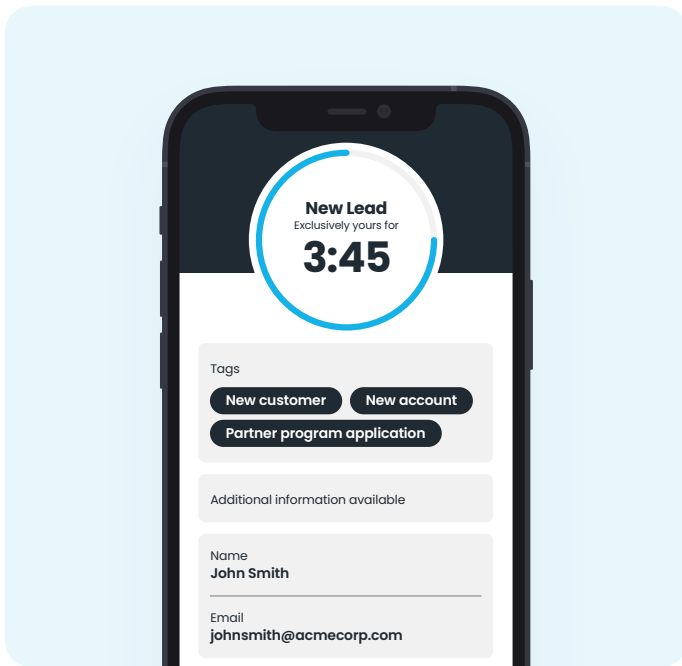 New Lead
Exclusively yours for
3:45
Tags
New customer New account
Partner program application
Additional information available
Name
John Smith
Email
johnsmith@acmecorp.com